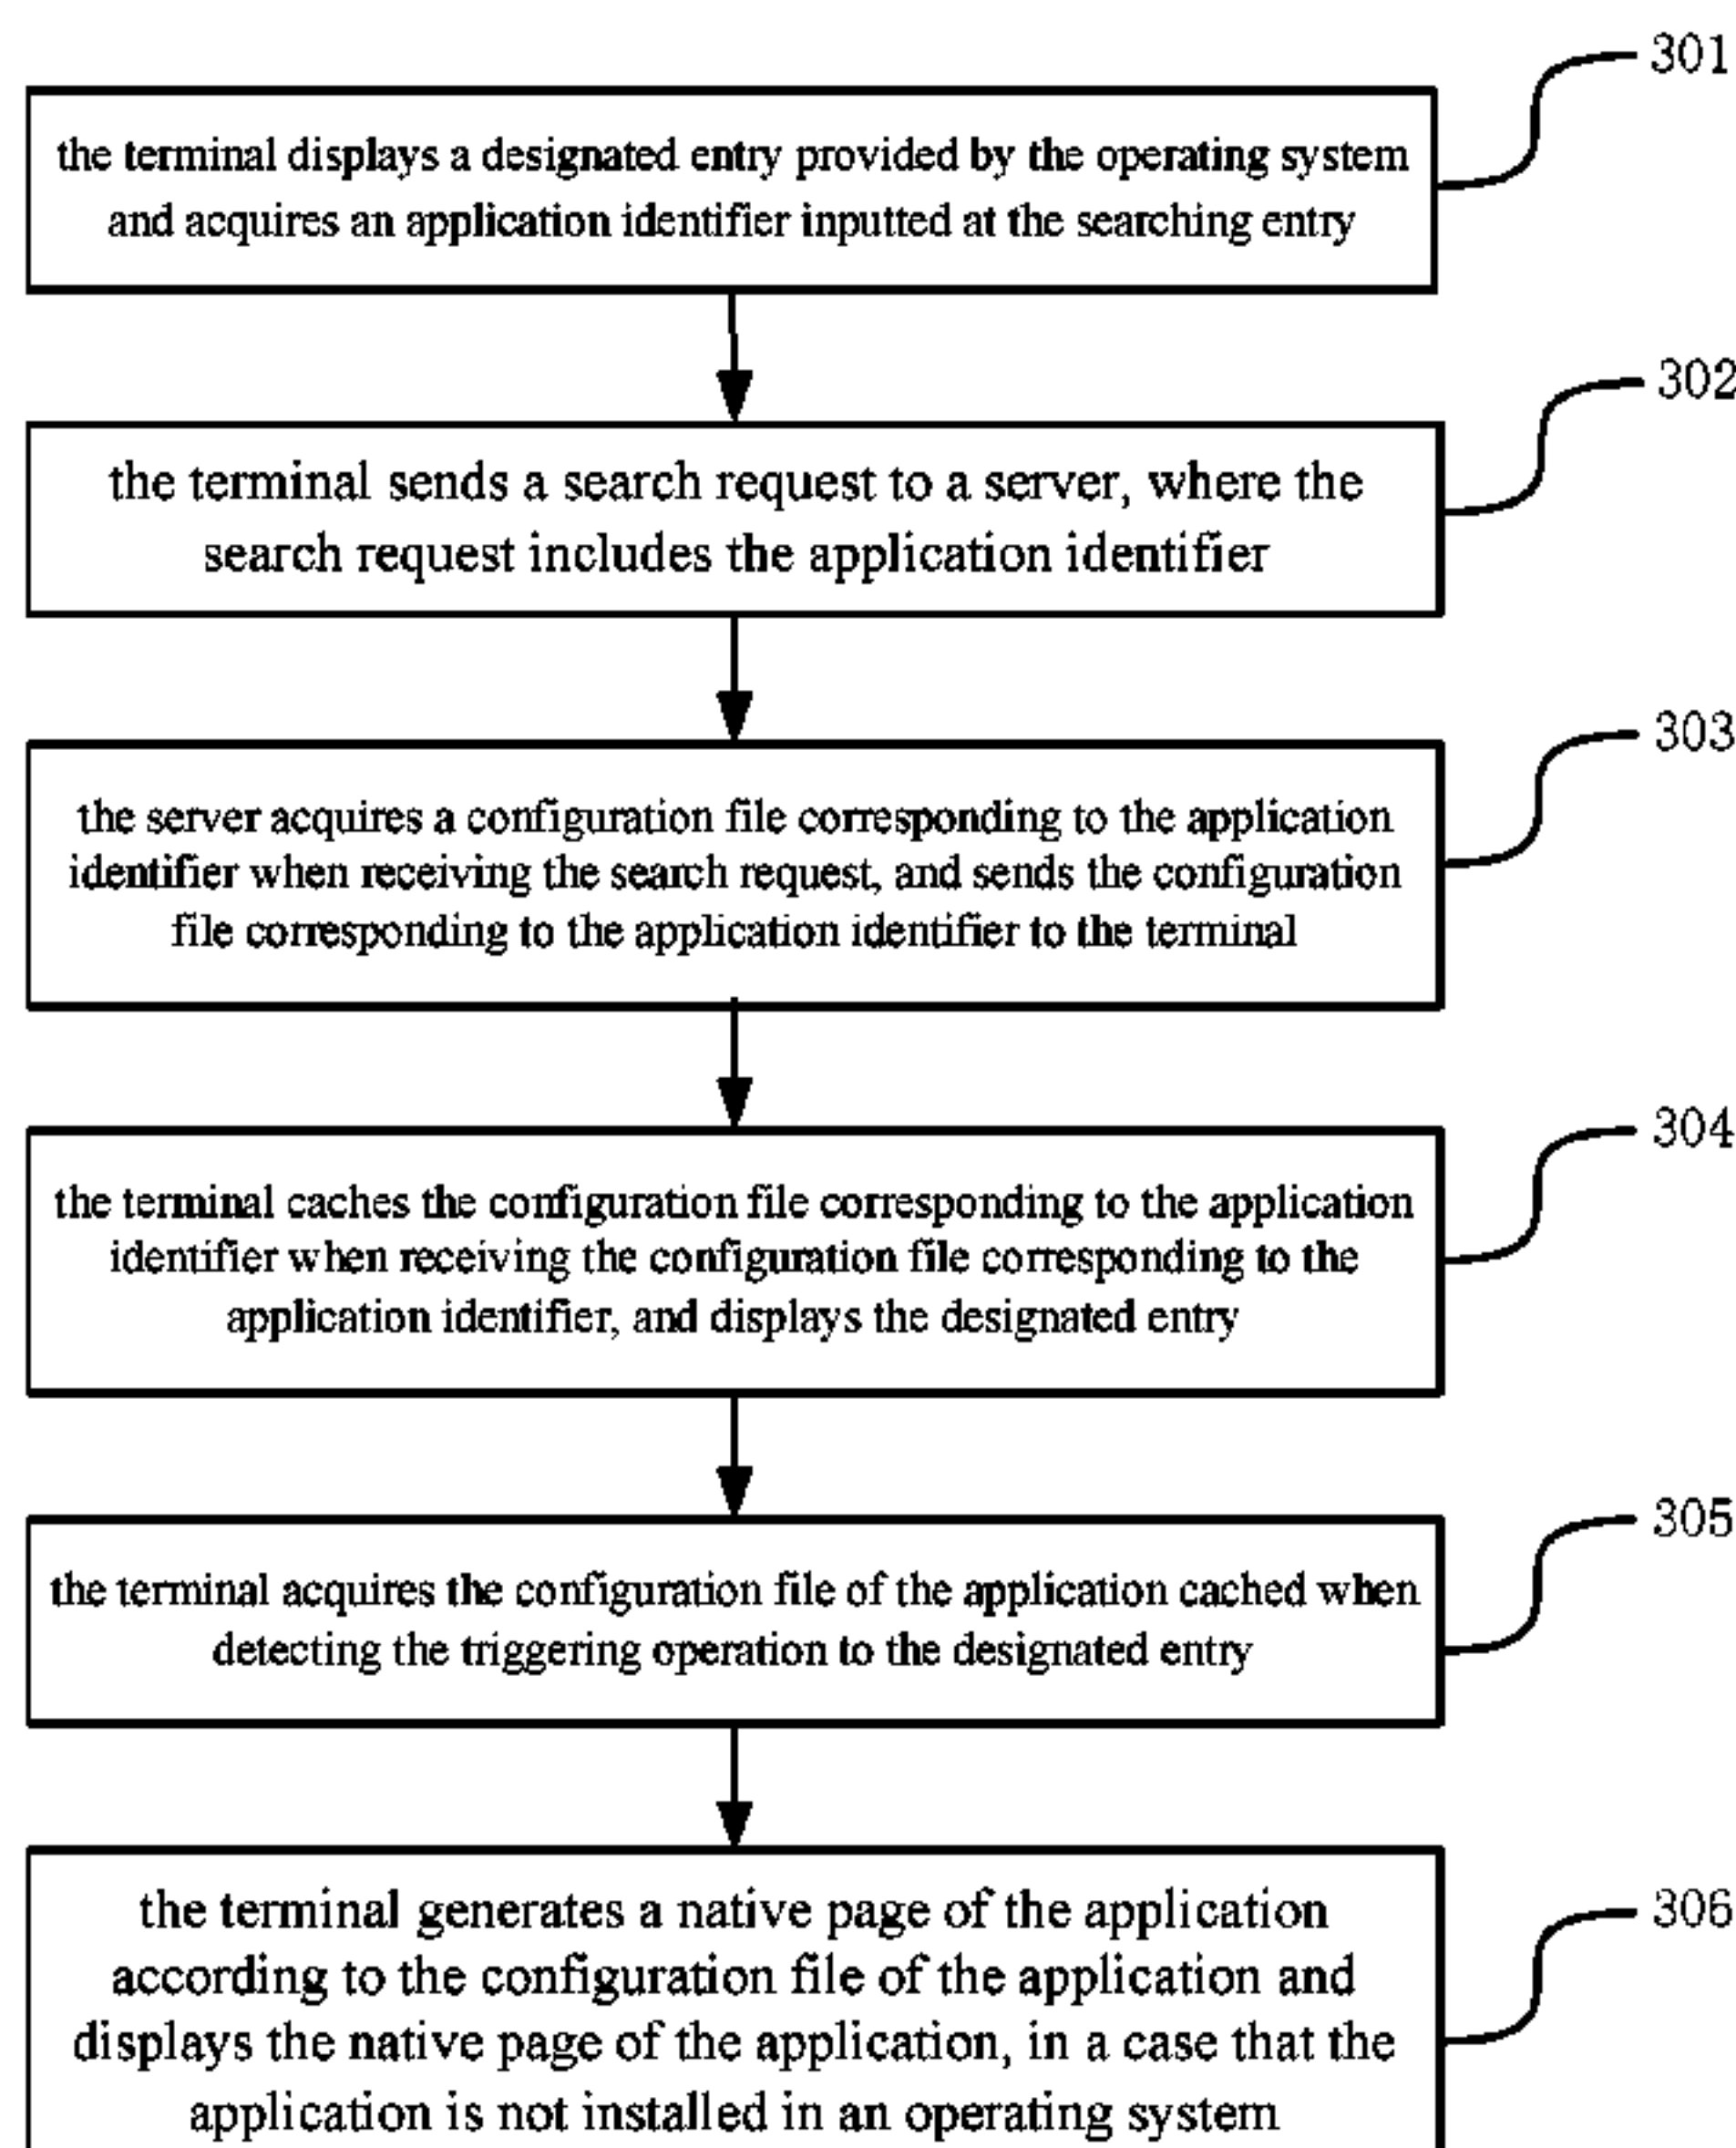 301
the terminal displays a designated entry provided by the operating system
and acquires an application identifier inputted at the searching entry
302
the terminal sends a search request to a server, where the
search request includes the application identifier
303
the server acquires a configuration file corresponding to the application
identifier when receiving the search request, and sends the configuration
file corresponding to the application identifier to the terminal
304
the terminal caches the configuration file corresponding to the application
identifier when receiving the configuration file corresponding to the
application identifier, and displays the designated entry
305
the terminal acquires the configuration file of the application cached when
detecting the triggering operation to the designated entry
306
the terminal generates a native page of the application
according to the configuration file of the application and
displays the native page of the application, in a case that the
application is not installed in an operating system